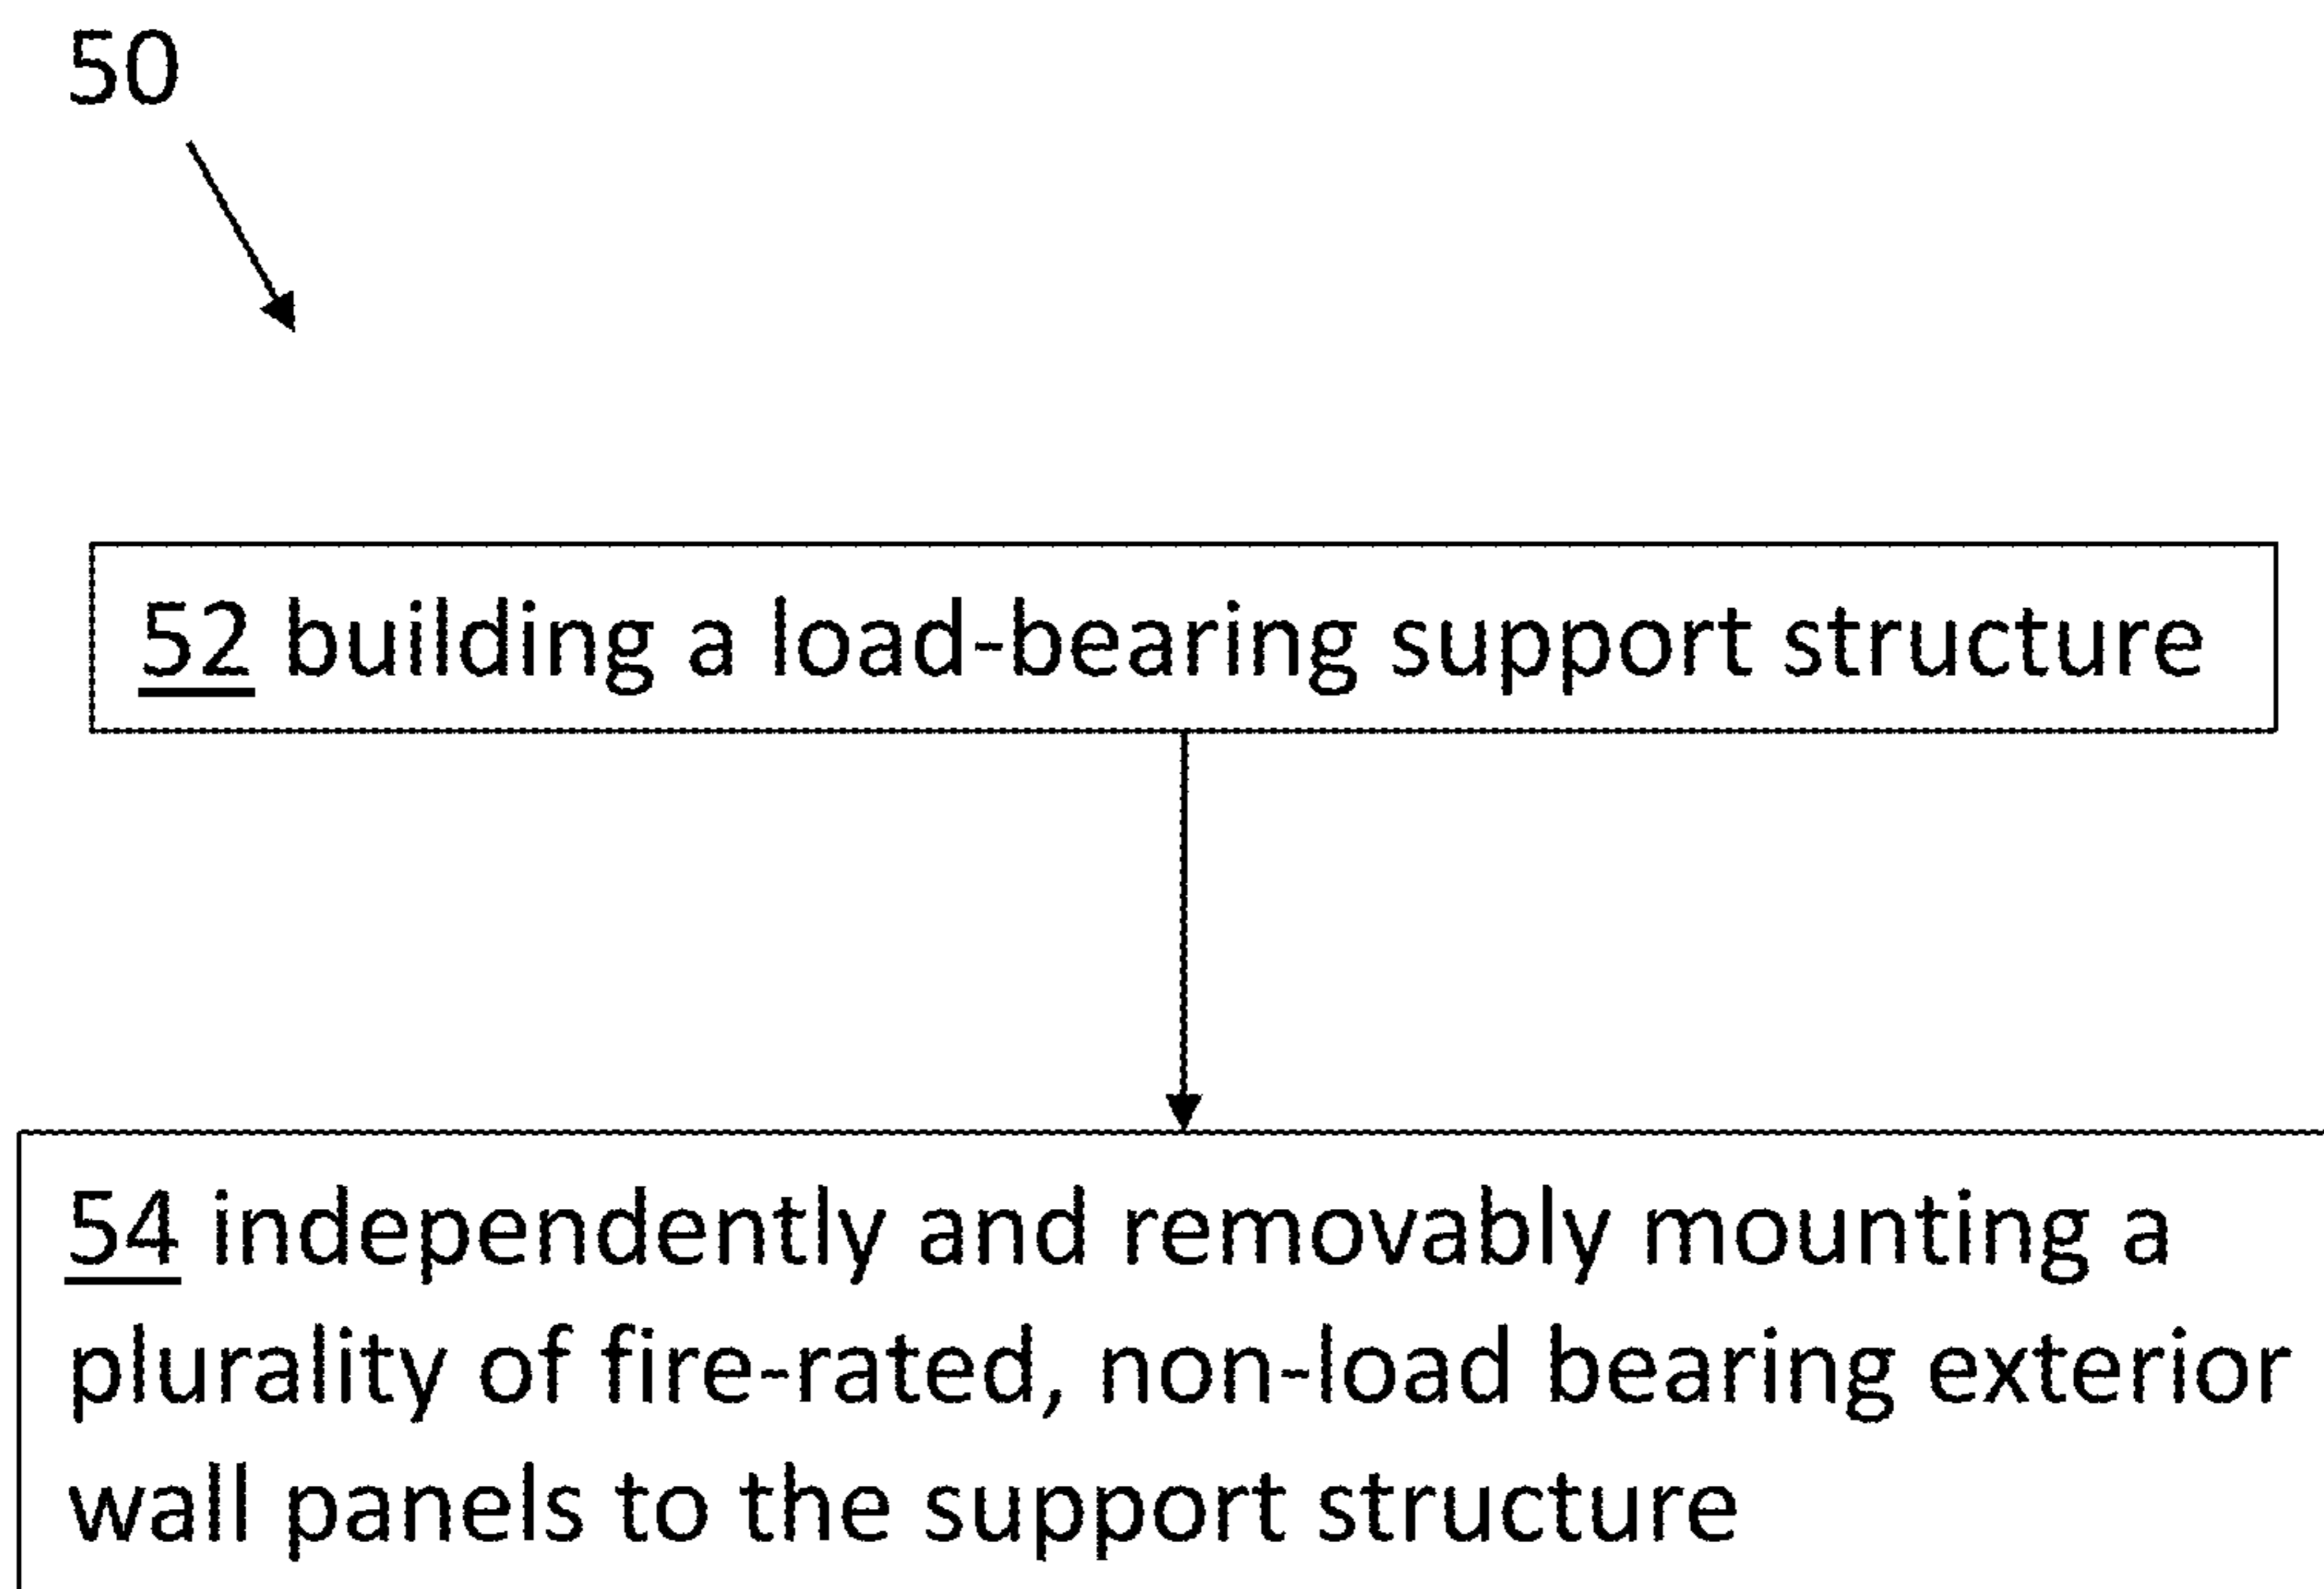 50
52 building a load-bearing support structure
54 independently and removably mounting a
plurality of fire-rated, non-load bearing exterior
wall panels to the support structure